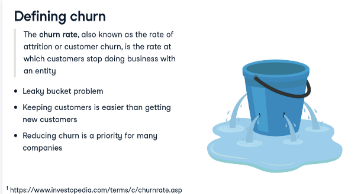 Defining churn
The churn rate, also known as the rate of
attrition or customer churn, is the rate at
which customers stop doing business with
an entity
• Leaky bucket problem
• Keeping customers is easier than getting
new customers
• Reducing churn is a priority for many
companies
1 https://www.investopedia.com/terms/c/churnrate.asp